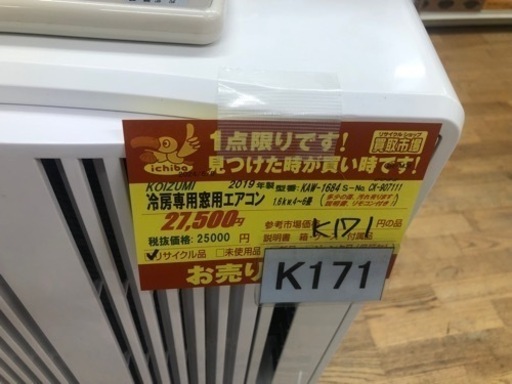 ichibo
1点限りです!
見つけた時が買い時です!
リサイクルショップ
買取市場
KOIZUMI 2019年製 型番: KAW-1684 S-No. CK-907111
冷房専用窓用エアコン 1.6kw.4〜6畳
27,500円
参考市場価 円の品
K171
税抜価格: 25000 円 説明書 箱 付属品
✓リサイクル品 □未使用品
お売り
K171